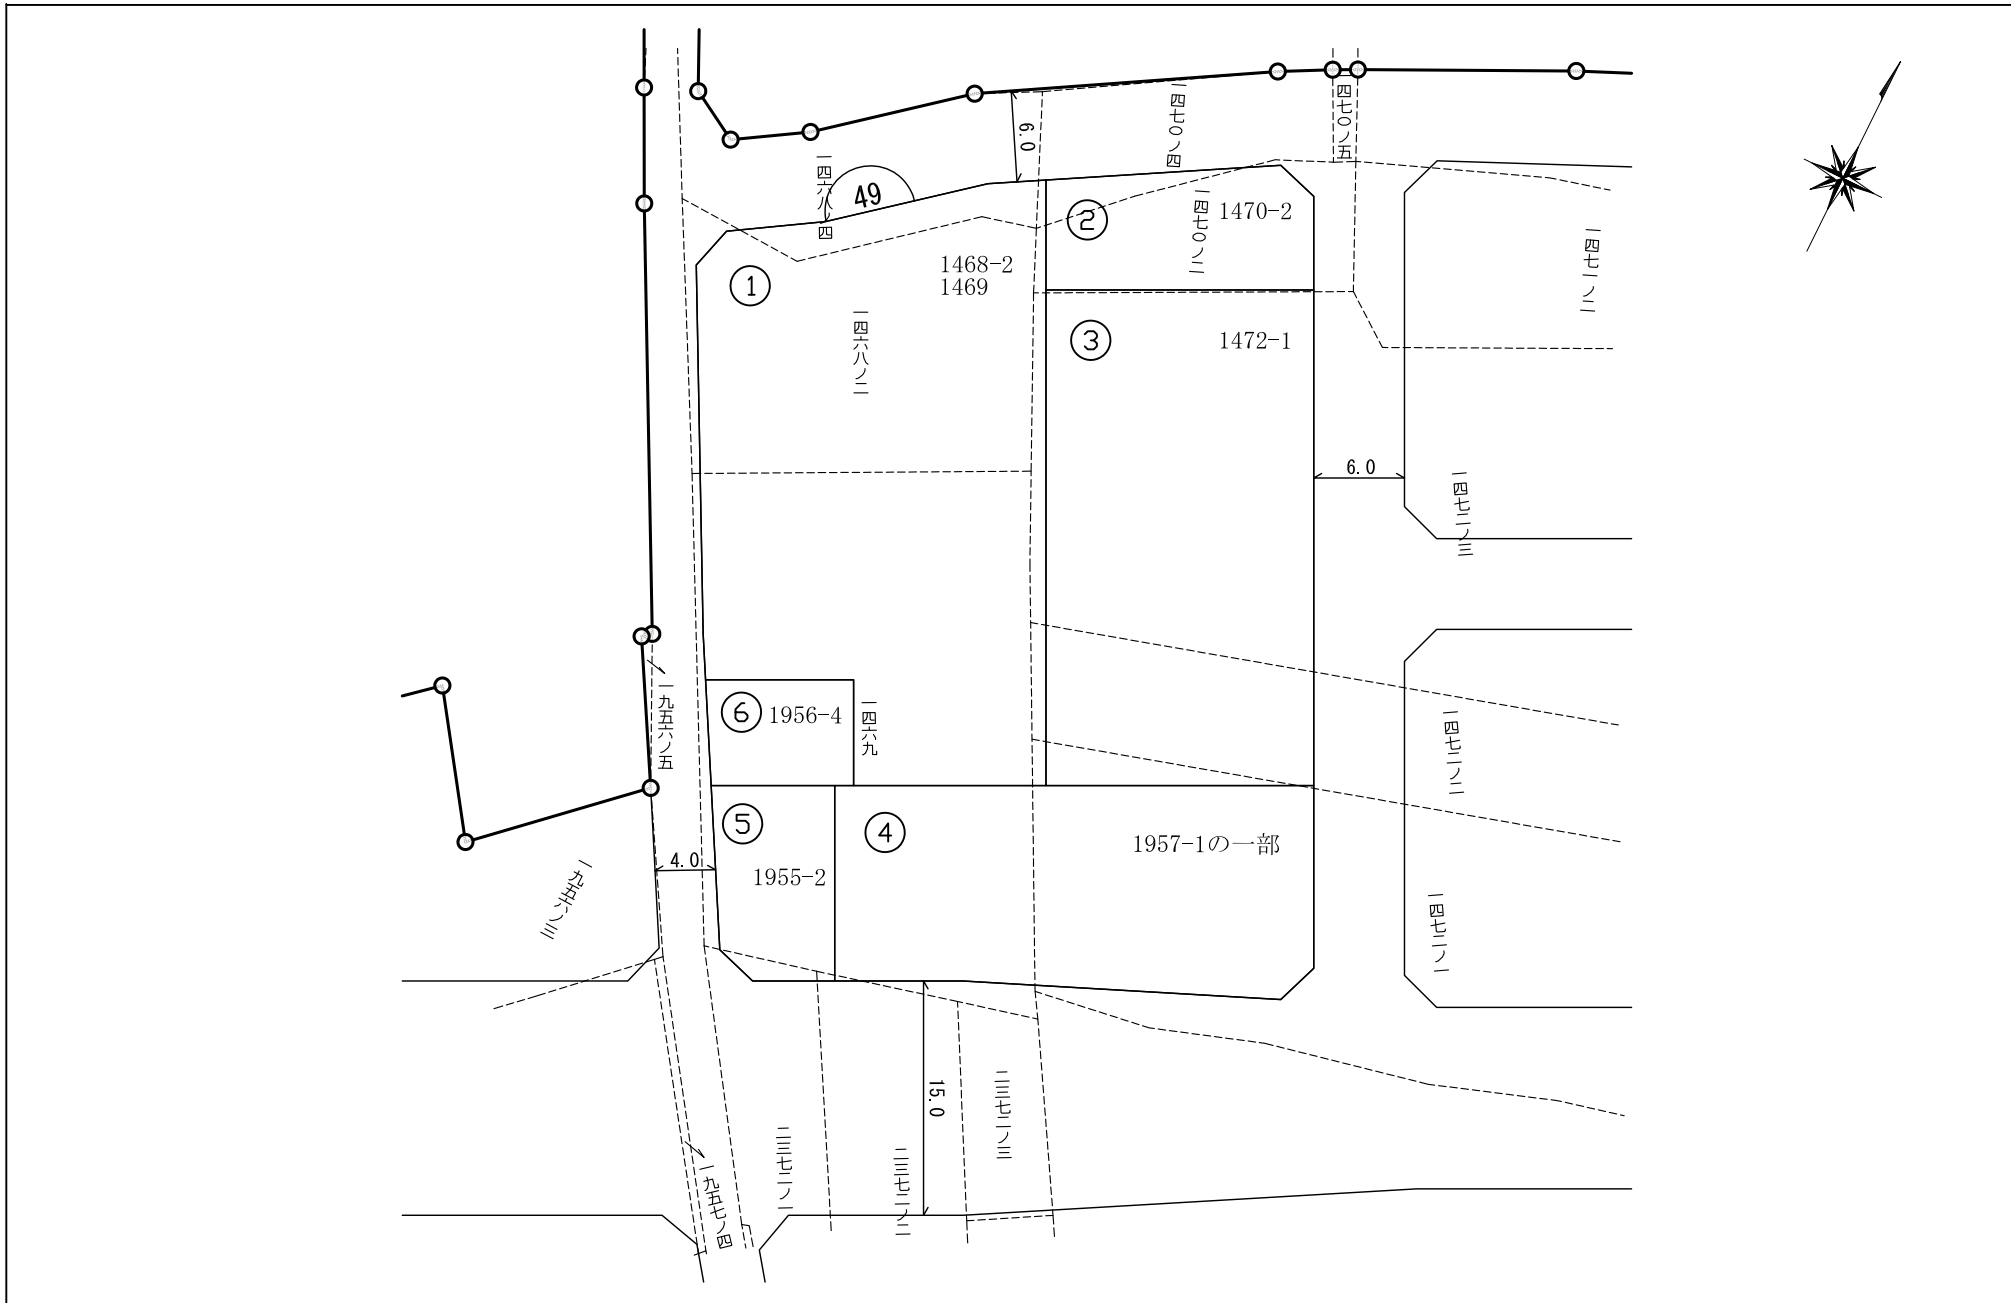 6.0
一四七〇ノ四
四七〇ノ五
一四六八ノ四
49
②
一四七〇ノ二
1470-2
一四七一ノ二
1468-2
1469
①
一四六八ノ二
③
1472-1
6.0
一四七二ノ三
一九五六ノ五
⑥
1956-4
一四六九
一四七二ノ二
⑤
④
1957-1の一部
4.0
1955-2
一九五六ノ三
一四七二ノ一
15.0
二三七二ノ三
二三七二ノ一
二三七二ノ二
一九五七ノ四